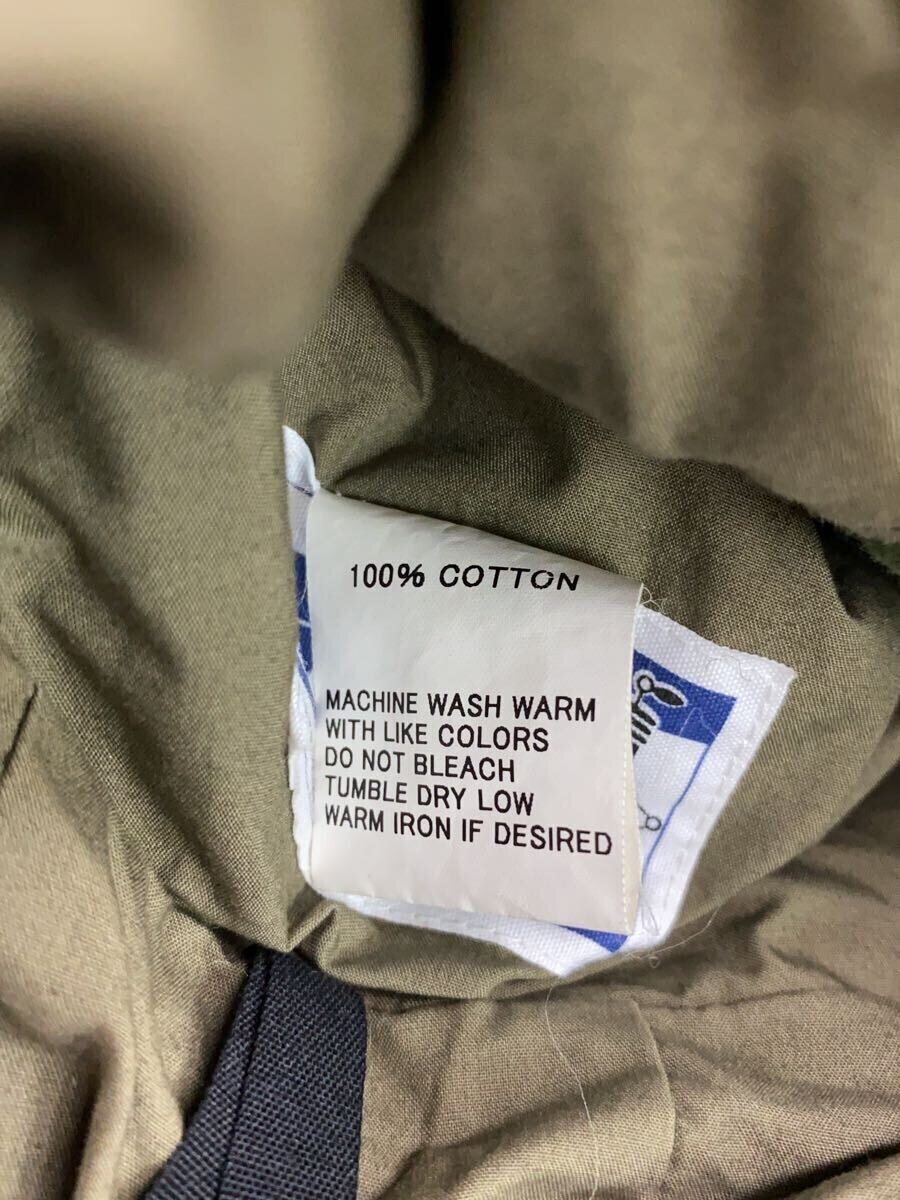 100% COTTON
MACHINE WASH WARM
WITH LIKE COLORS
DO NOT BLEACH
TUMBLE DRY LOW
WARM IRON IF DESIRED